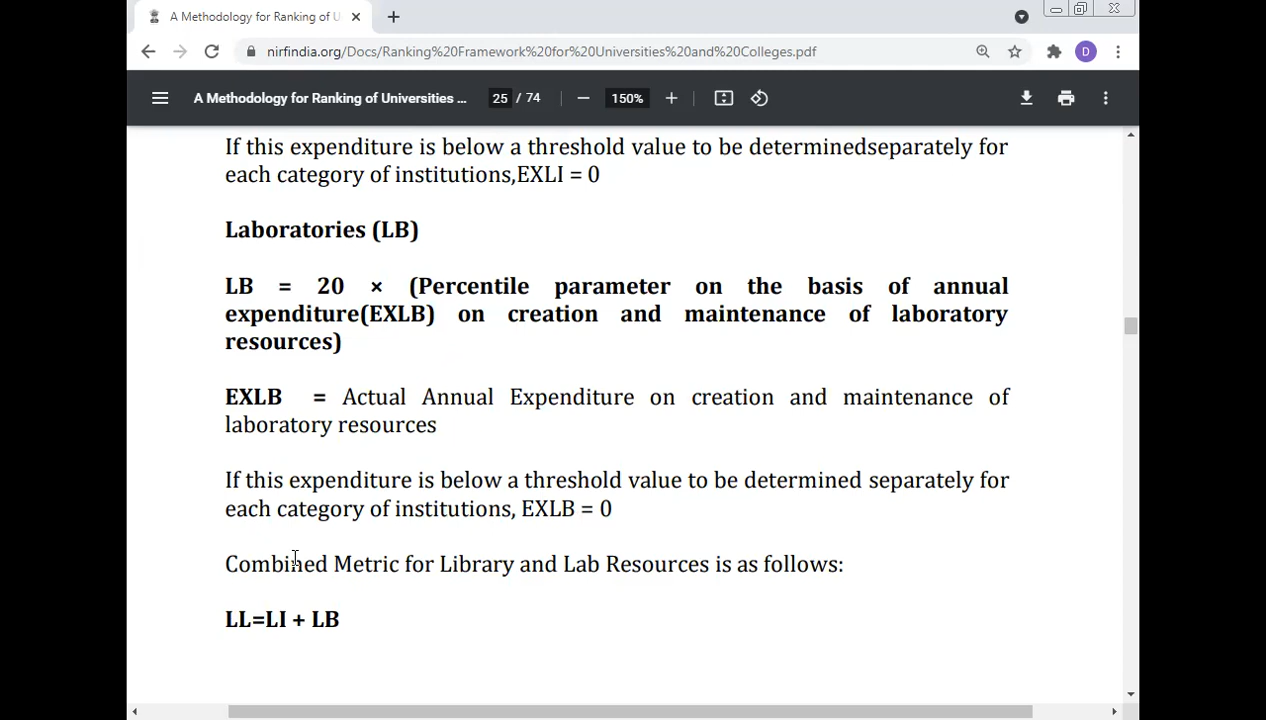 A Methodology for Ranking of U
nirfindia.org/Docs/Ranking%20Framework%20for%20Universities%20and%20Colleges.pdf
D
A Methodology for Ranking of Universities ...
25 / 74
150%
If this expenditure is below a threshold value to be determinedseparately for
each category of institutions,EXLI = 0
Laboratories (LB)
LB = 20 × (Percentile parameter on the basis of annual
expenditure(EXLB) on creation and maintenance of laboratory
resources)
EXLB = Actual Annual Expenditure on creation and maintenance of
laboratory resources
If this expenditure is below a threshold value to be determined separately for
each category of institutions, EXLB = 0
Combined Metric for Library and Lab Resources is as follows:
LL=LI + LB